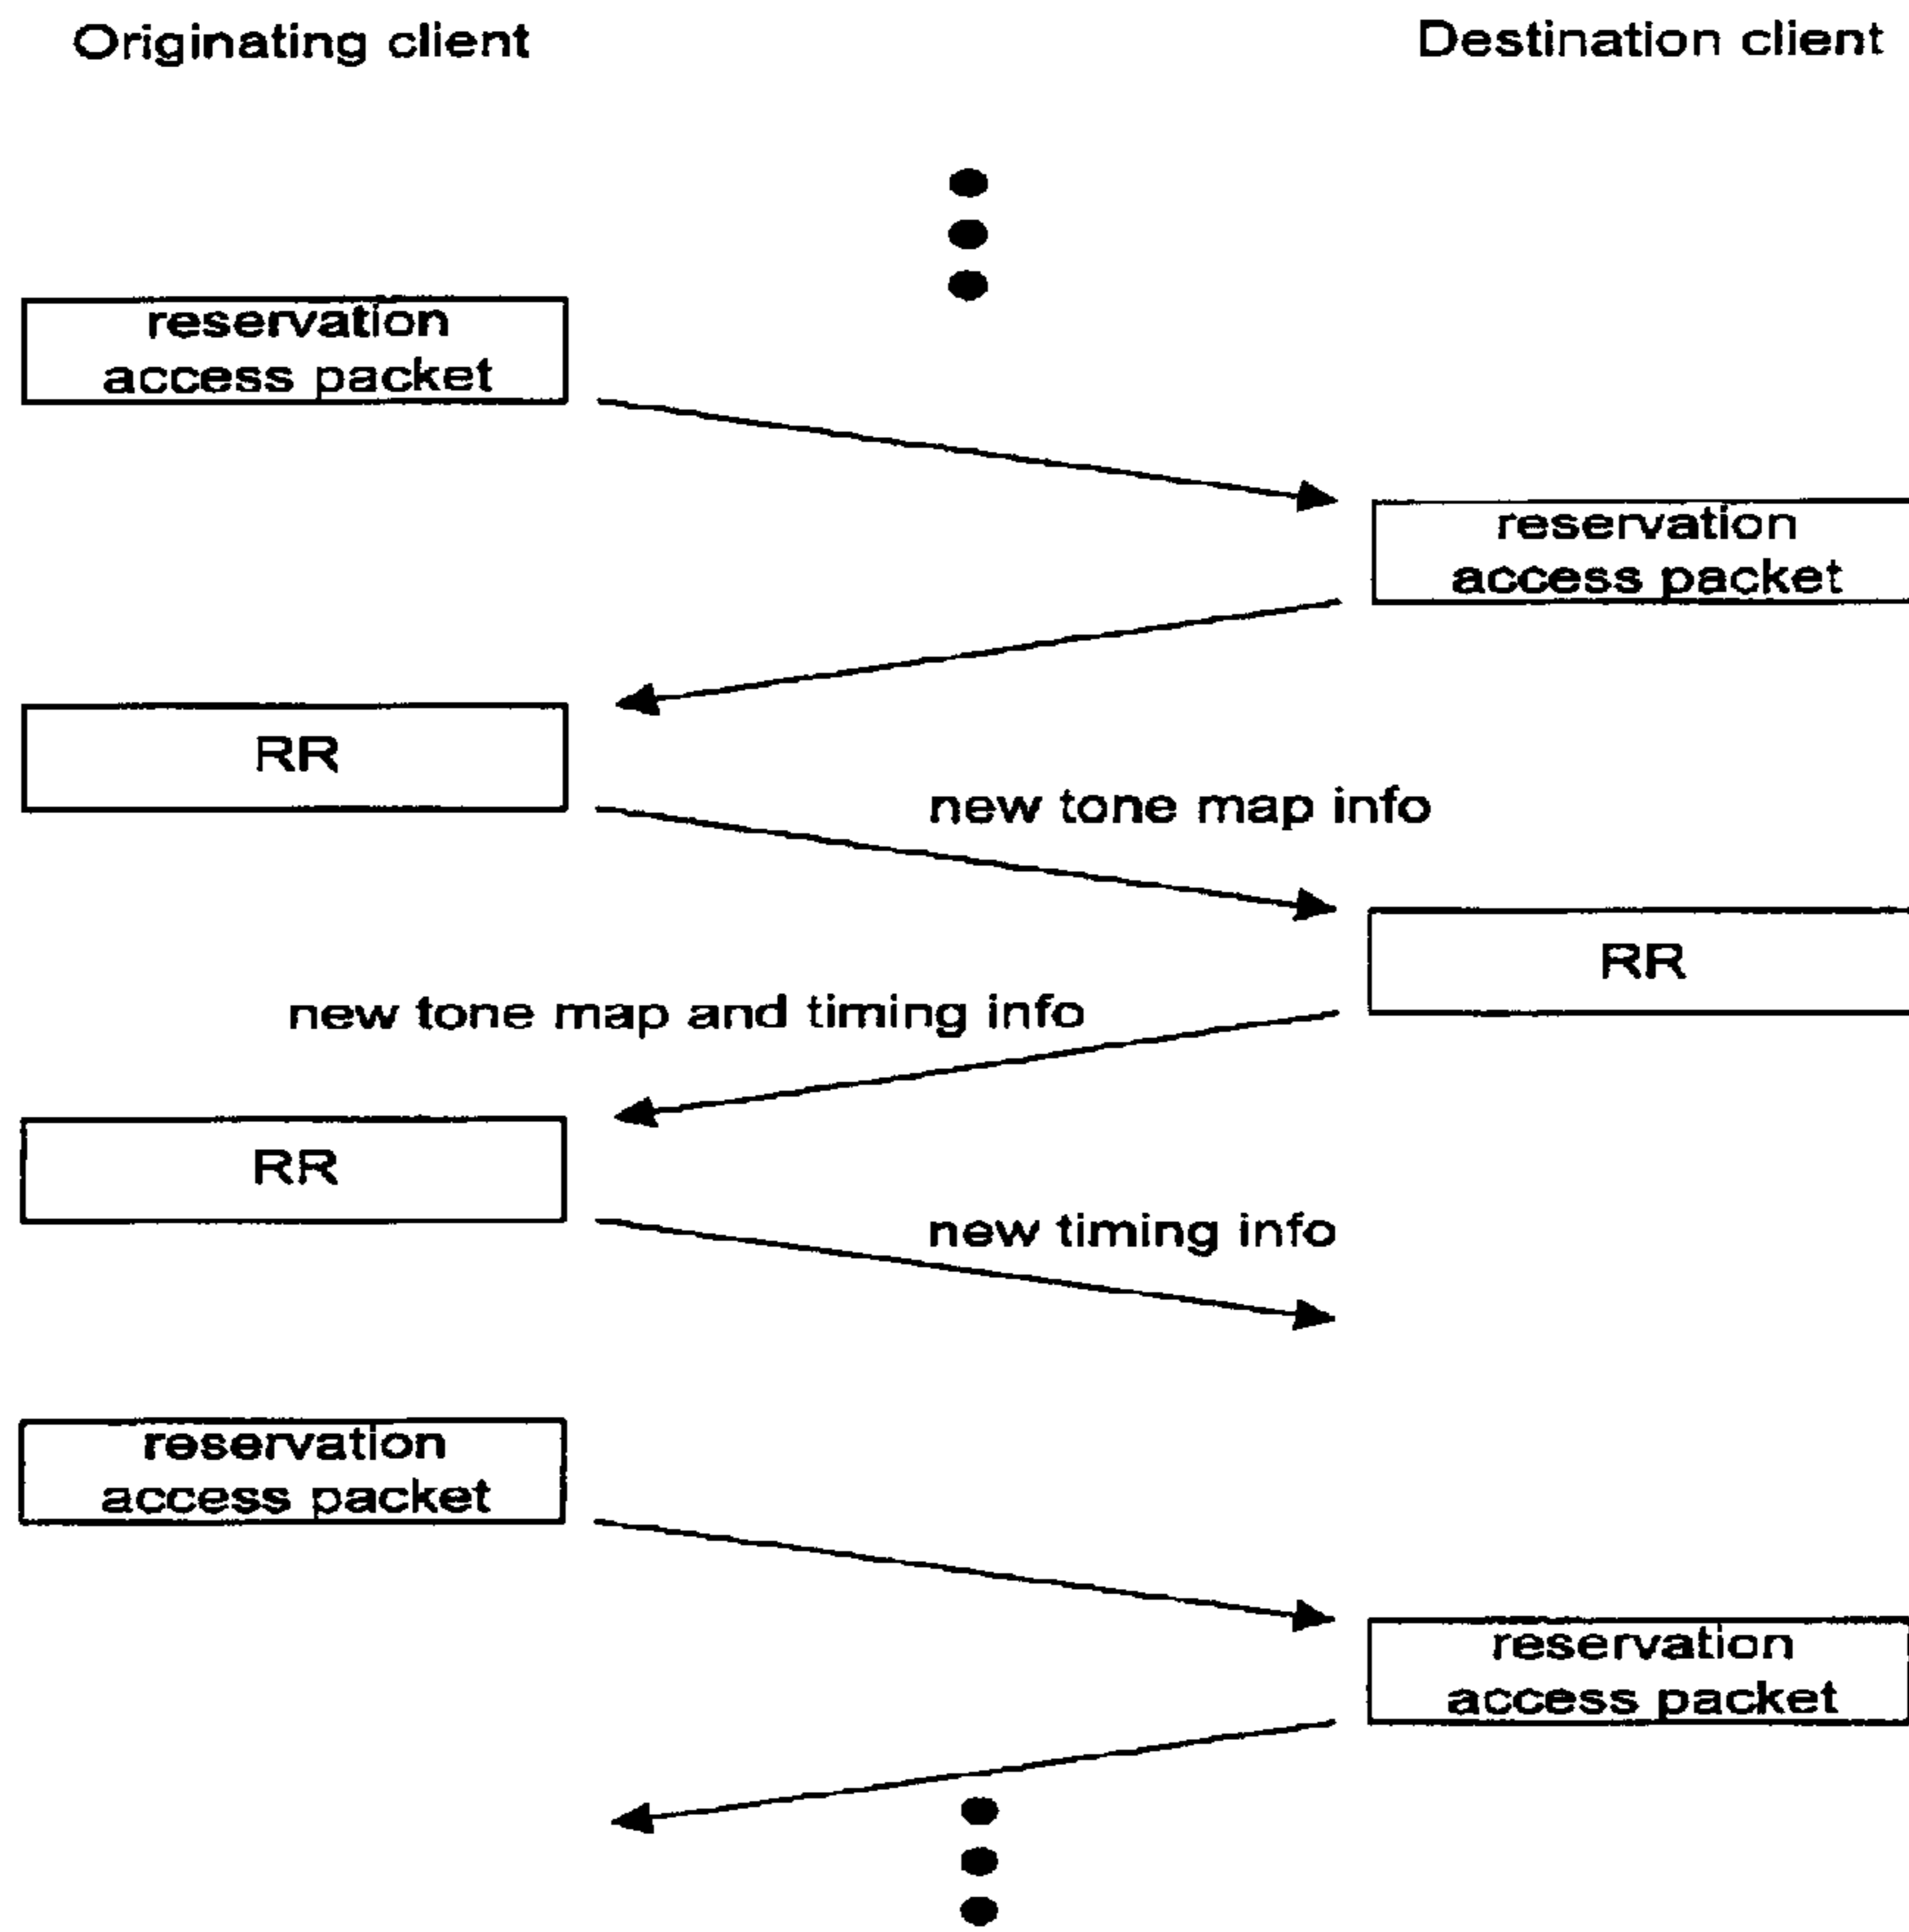 Originating client
Destination client
reservation
access packet
reservation
access packet
RR
new tone map info
RR
new tone map and timing info
RR
new timing info
reservation
access packet
reservation
access packet